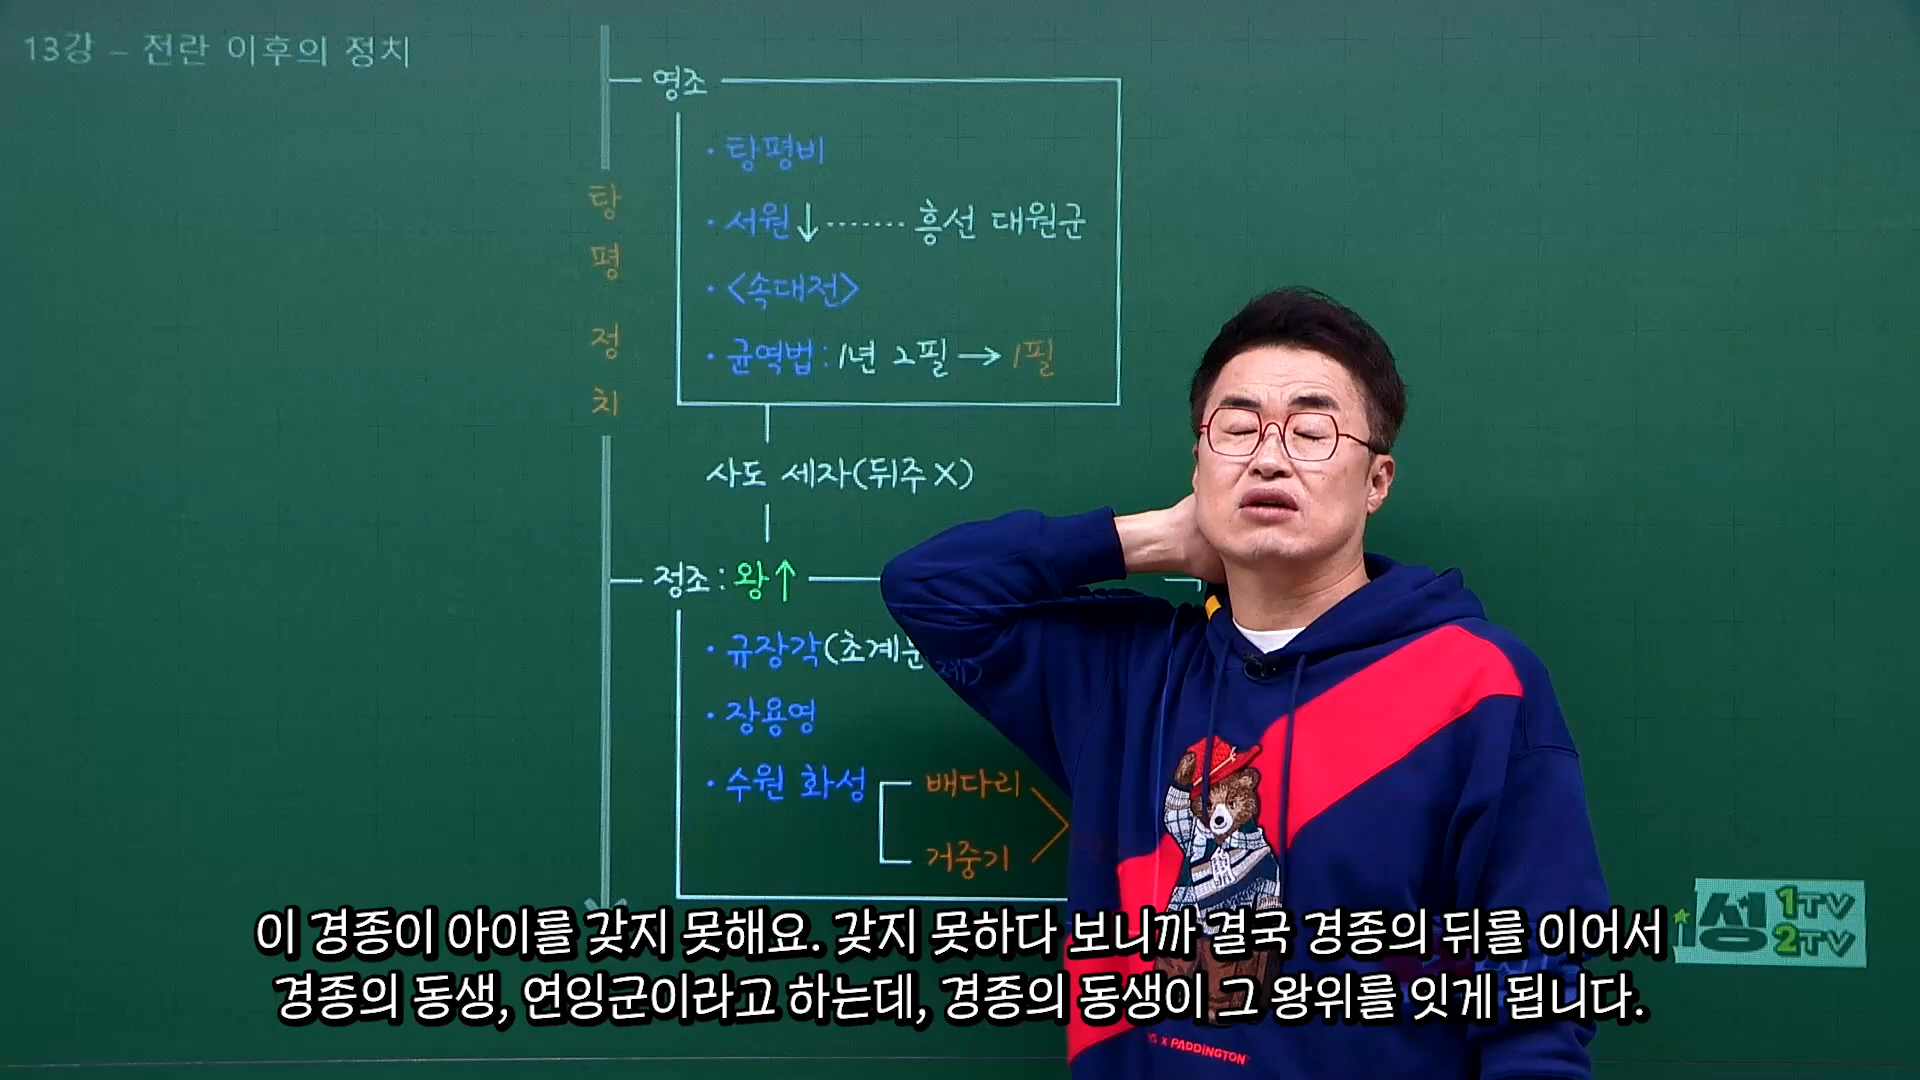 13강 – 전란 이후의 정치
영조
· 탕평비
· 서원↓ ········ 흥선 대원군
· <속대전>
· 균역법 : 1년 2필 → 1필
탕
평
정
치
사도 세자(뒤주X)
정조 : 왕↑
· 규장각(초계
· 장용영
· 수원 화성
배다리
거중기
이 경종이 아이를 갖지 못해요. 갖지 못하다 보니까 결국 경종의 뒤를 이어서
경종의 동생, 연잉군이라고 하는데, 경종의 동생이 그 왕위를 잇게 됩니다.
성 1TV
2TV
x PADDINGTON